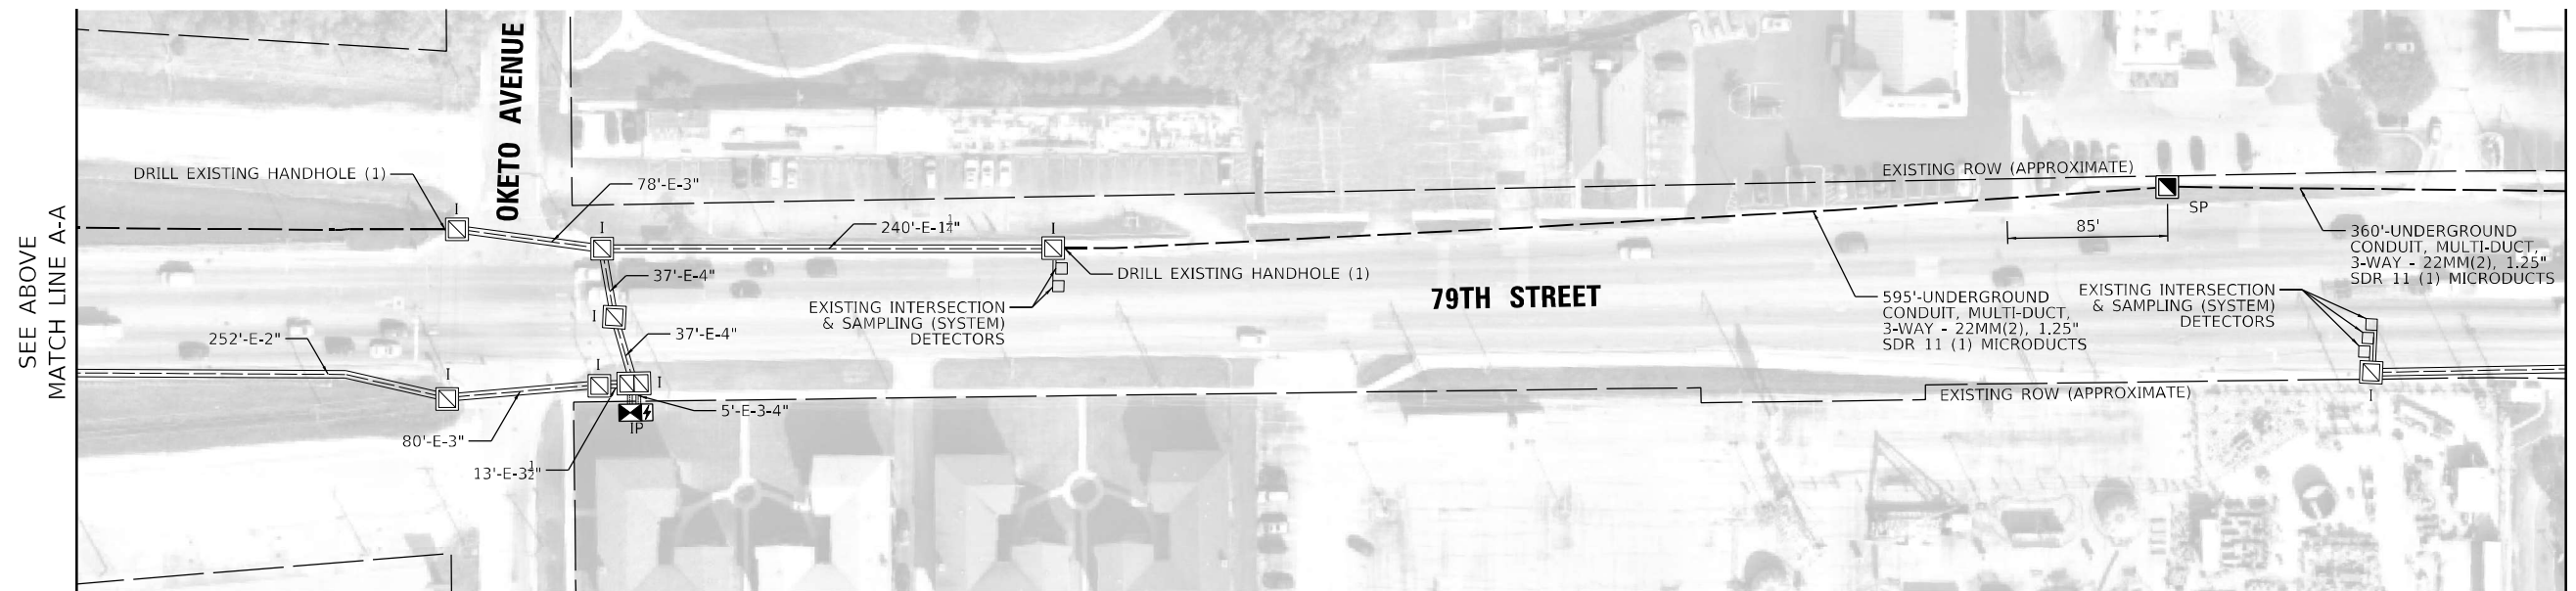 SEE ABOVE
MATCH LINE A-A
OKETO AVENUE
DRILL EXISTING HANDHOLE (1)
I
78'-E-3"
I
240'-E-1¼"
I
37'-E-4"
DRILL EXISTING HANDHOLE (1)
EXISTING INTERSECTION
& SAMPLING (SYSTEM)
DETECTORS
I
37'-E-4"
252'-E-2"
I
I
I
5'-E-3-4"
IP
80'-E-3"
13'-E-3½"
79TH STREET
EXISTING ROW (APPROXIMATE)
SP
85'
360'-UNDERGROUND
CONDUIT, MULTI-DUCT,
3-WAY - 22MM(2), 1.25"
SDR 11 (1) MICRODUCTS
595'-UNDERGROUND
CONDUIT, MULTI-DUCT,
3-WAY - 22MM(2), 1.25"
SDR 11 (1) MICRODUCTS
EXISTING INTERSECTION
& SAMPLING (SYSTEM)
DETECTORS
EXISTING ROW (APPROXIMATE)
I